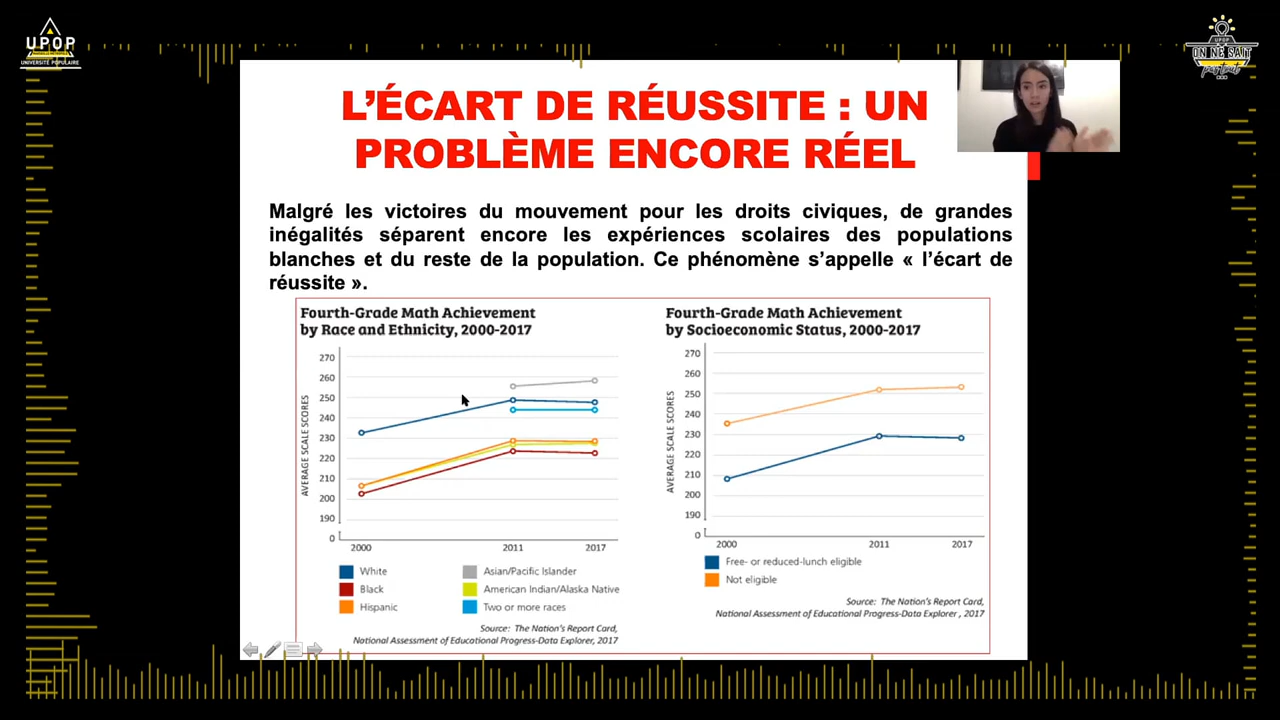 UPOP
UNIVERSITÉ POPULAIRE
UPOP
ON NE SAIT
L’ÉCART DE RÉUSSITE : UN
PROBLÈME ENCORE RÉEL
Malgré les victoires du mouvement pour les droits civiques, de grandes
inégalités séparent encore les expériences scolaires des populations
blanches et du reste de la population. Ce phénomène s’appelle « l’écart de
réussite ».
Fourth-Grade Math Achievement
by Race and Ethnicity, 2000-2017
AVERAGE SCALE SCORES
270
260
250
240
230
220
210
200
190
0
2000 2011 2017
White
Black
Hispanic
Asian/Pacific Islander
American Indian/Alaska Native
Two or more races
Source: The Nation's Report Card,
National Assessment of Educational Progress-Data Explorer, 2017
Fourth-Grade Math Achievement
by Socioeconomic Status, 2000-2017
AVERAGE SCALE SCORES
270
260
250
240
230
220
210
200
190
0
2000 2011 2017
Free- or reduced-lunch eligible
Not eligible
Source: The Nation's Report Card,
National Assessment of Educational Progress-Data Explorer , 2017